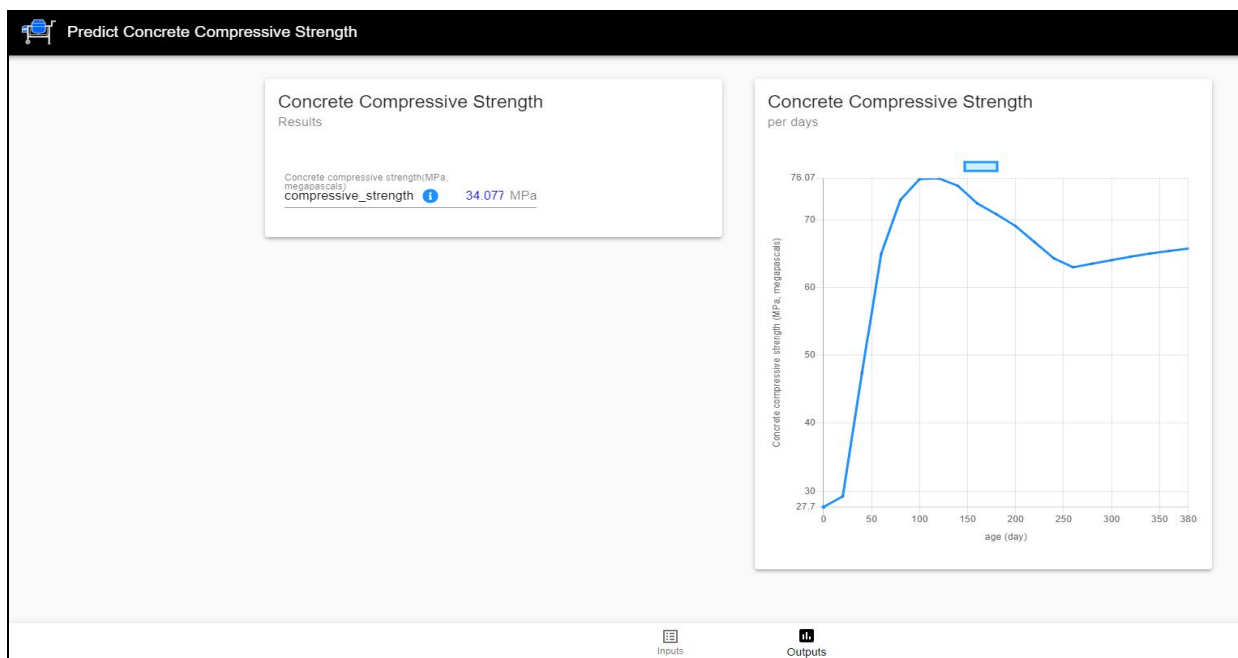 Predict Concrete Compressive Strength
Concrete Compressive Strength
Results
Concrete compressive strength(MPa,
megapascals)
compressive_strength 34.077 MPa
Concrete Compressive Strength
per days
76.07
70
60
50
40
30
27.7
Concrete compressive strength (MPa, megapascals)
0 50 100 150 200 250 300 350 380
age (day)
Inputs
Outputs